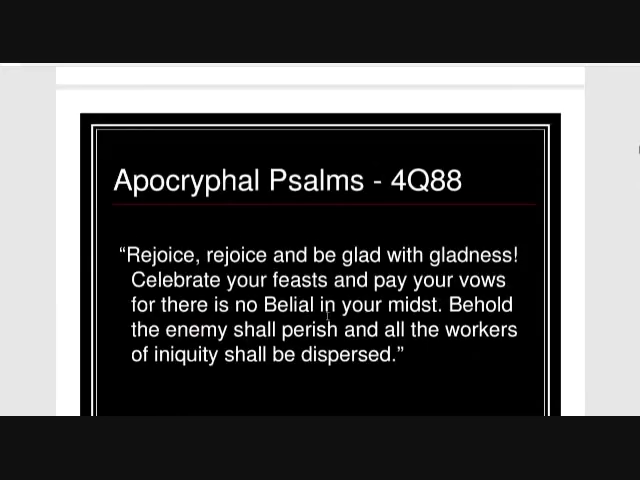 Apocryphal Psalms - 4Q88
“Rejoice, rejoice and be glad with gladness!
Celebrate your feasts and pay your vows
for there is no Belial in your midst. Behold
the enemy shall perish and all the workers
of iniquity shall be dispersed.”